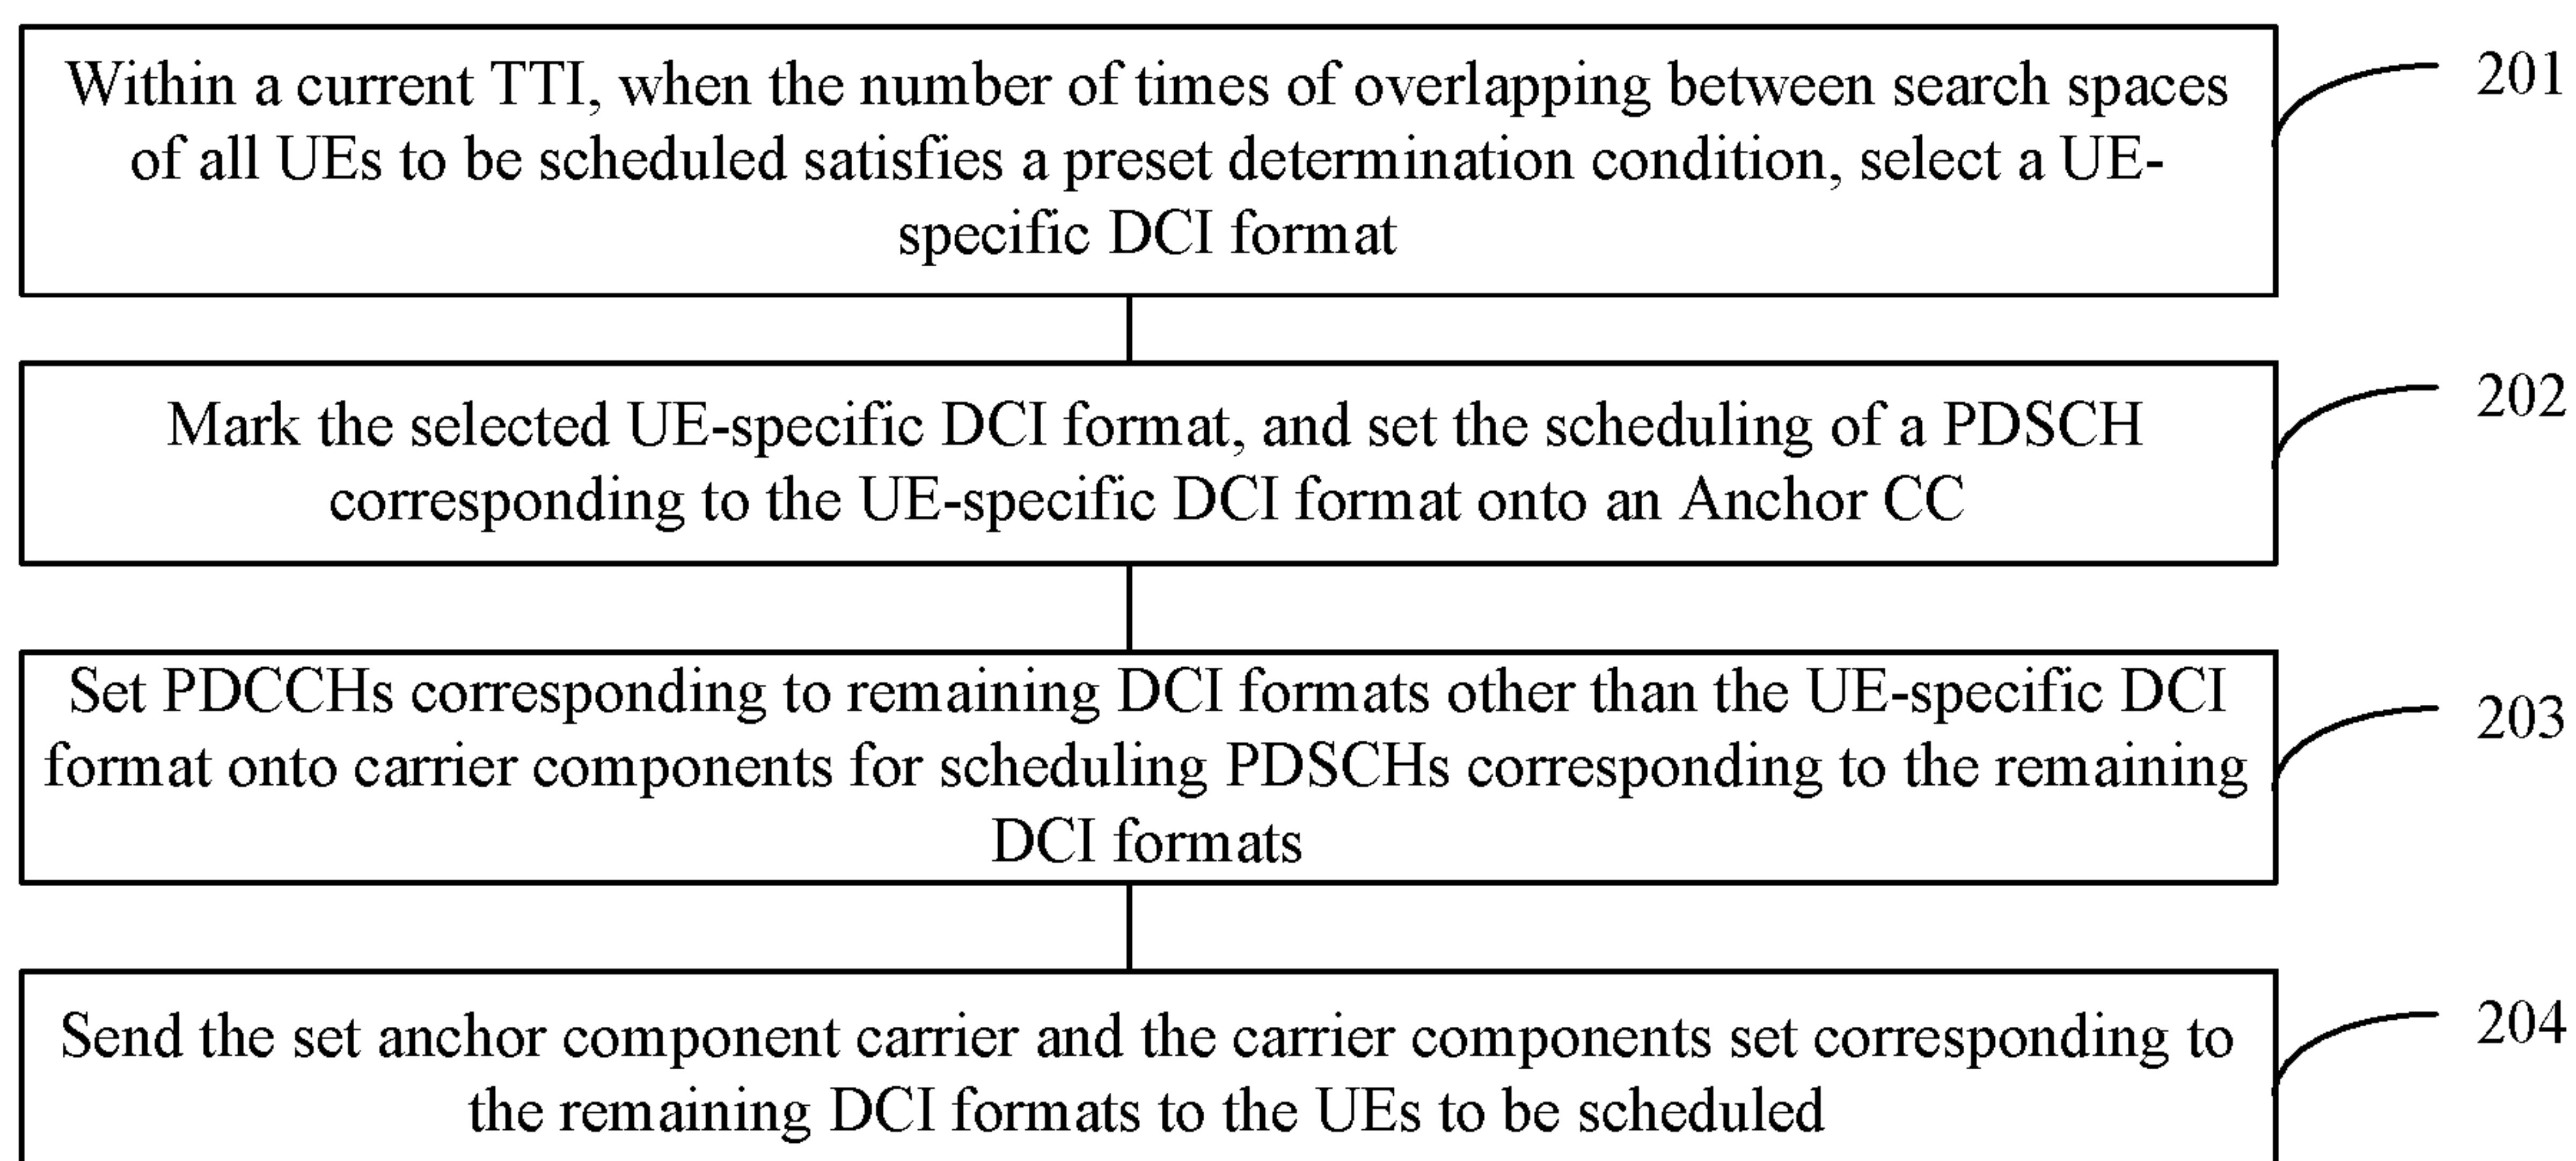 Within a current TTI, when the number of times of overlapping between search spaces
of all UEs to be scheduled satisfies a preset determination condition, select a UE-
specific DCI format
201
Mark the selected UE-specific DCI format, and set the scheduling of a PDSCH
corresponding to the UE-specific DCI format onto an Anchor CC
202
Set PDCCHs corresponding to remaining DCI formats other than the UE-specific DCI
format onto carrier components for scheduling PDSCHs corresponding to the remaining
DCI formats
203
Send the set anchor component carrier and the carrier components set corresponding to
the remaining DCI formats to the UEs to be scheduled
204